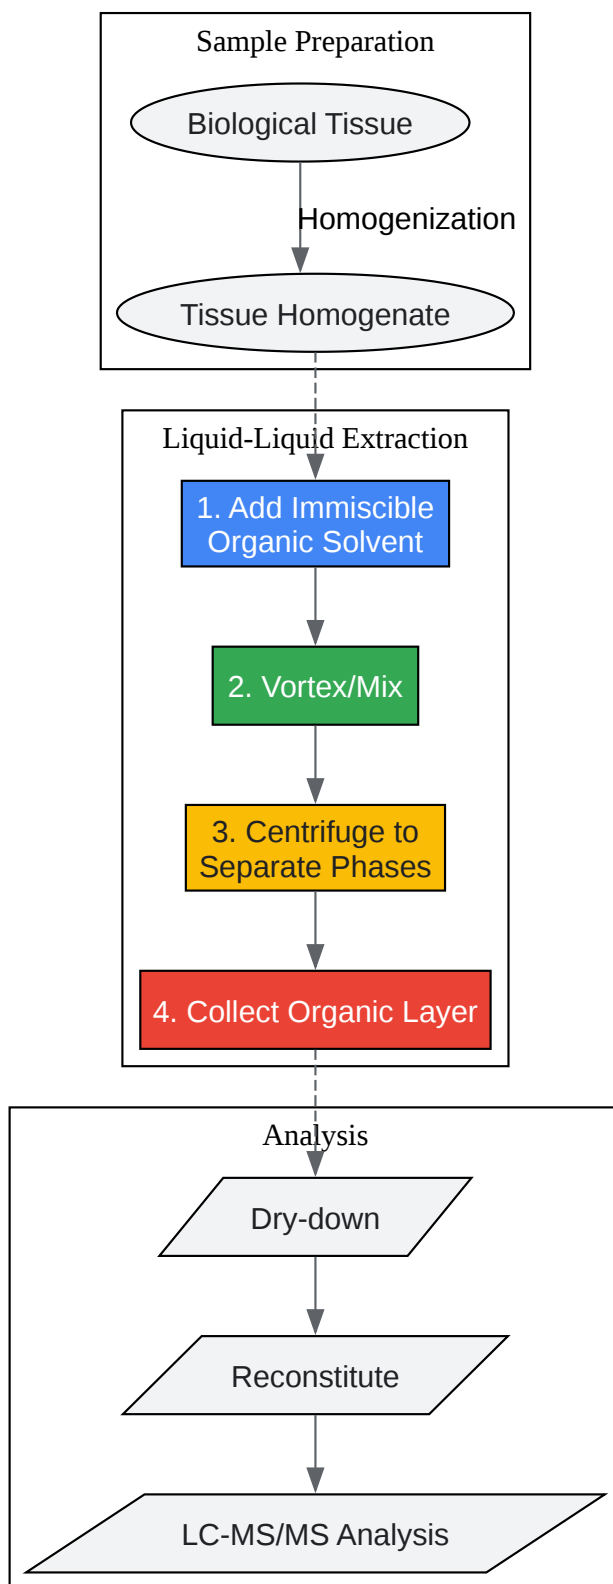 Sample Preparation
Biological Tissue
Homogenization
Tissue Homogenate
Liquid-Liquid Extraction
1. Add Immiscible
Organic Solvent
2. Vortex/Mix
3. Centrifuge to
Separate Phases
4. Collect Organic Layer
Analysis
Dry-down
Reconstitute
LC-MS/MS Analysis